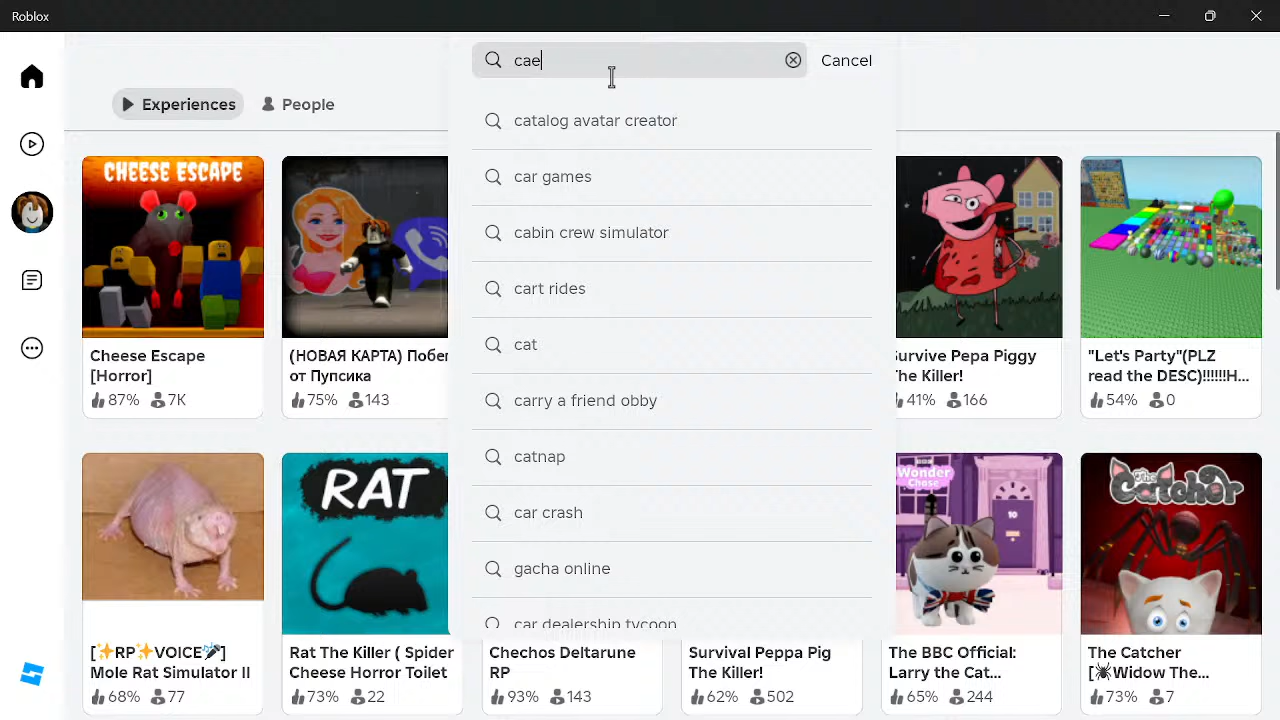 Roblox
cae
Cancel
Experiences
People
catalog avatar creator
car games
cabin crew simulator
cart rides
cat
carry a friend obby
catnap
car crash
gacha online
car dealership tycoon
CHEESE ESCAPE
Cheese Escape
[Horror]
87% 7K
(НОВАЯ КАРТА) Побег
от Пупсика
75% 143
Survive Pepa Piggy
The Killer!
41% 166
"Let's Party"(PLZ
read the DESC)!!!!!!H...
54% 0
[✨RP✨VOICE🎤]
Mole Rat Simulator II
68% 77
RAT
Rat The Killer ( Spider
Cheese Horror Toilet
73% 22
Chechos Deltarune
RP
93% 143
Survival Peppa Pig
The Killer!
62% 502
Wonder
Chase
10
The BBC Official:
Larry the Cat...
65% 244
The
Catcher
The Catcher
[🕷️Widow The...
73% 7